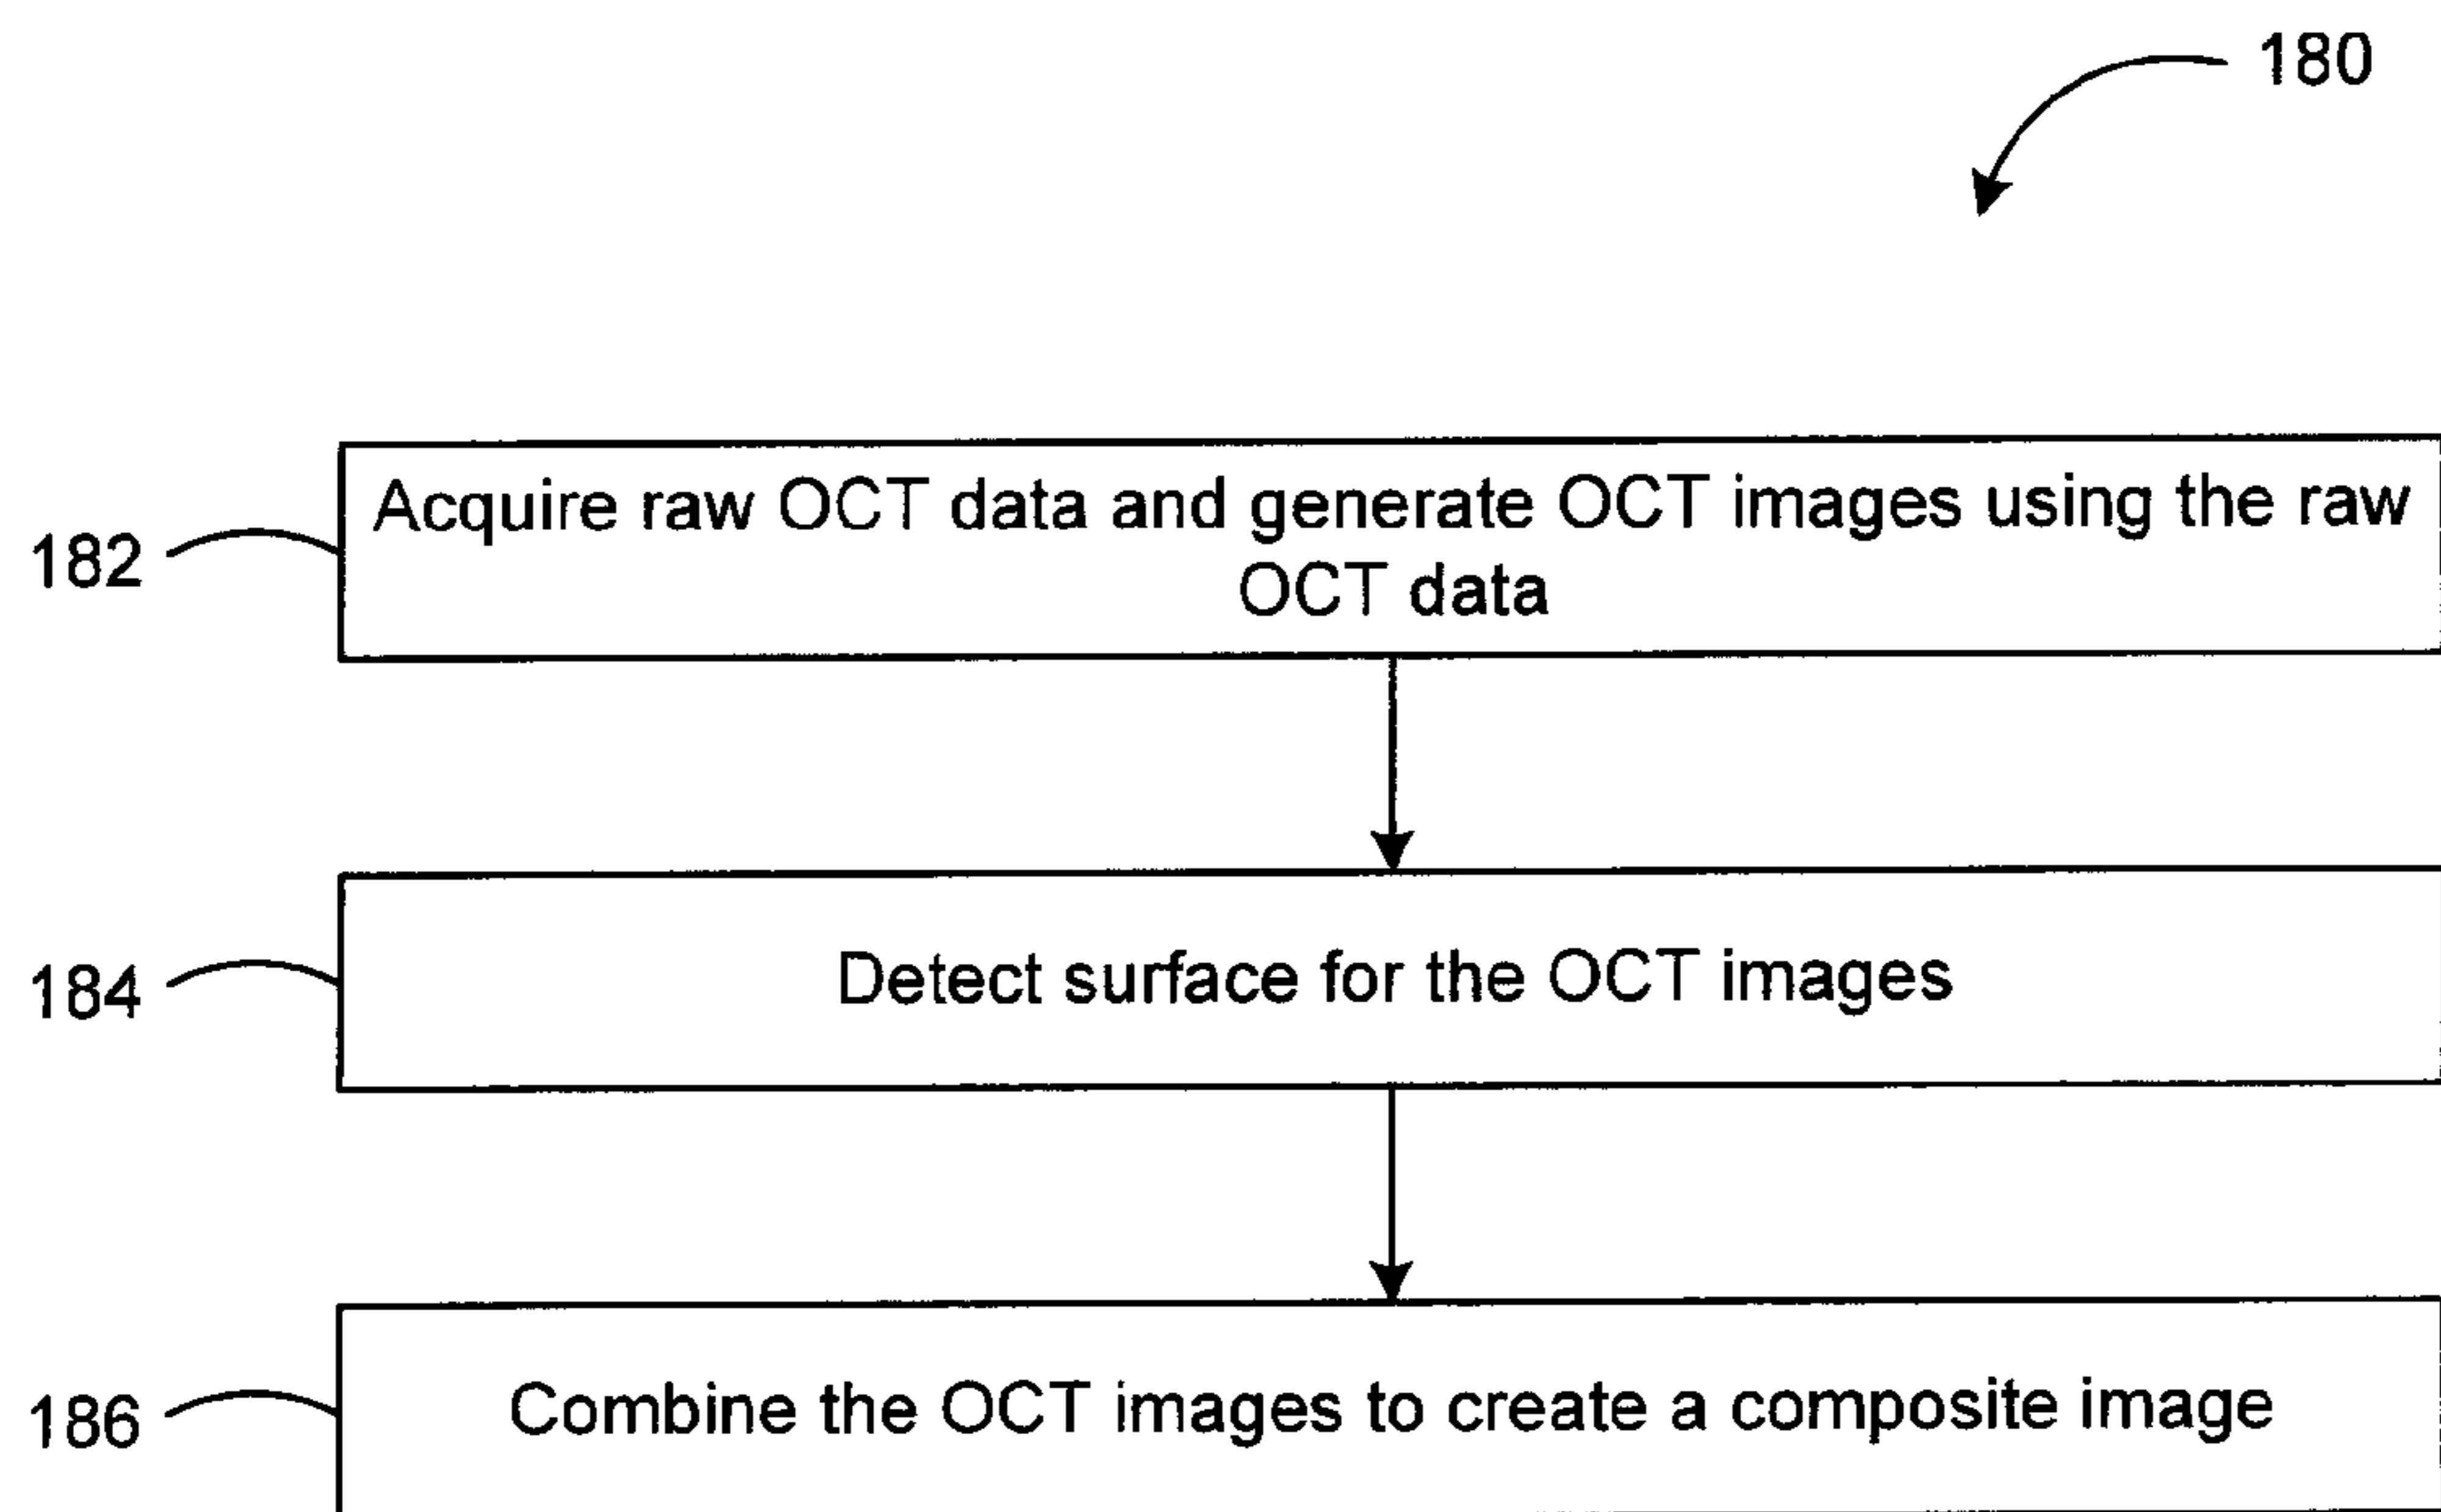 180
182
Acquire raw OCT data and generate OCT images using the raw
OCT data
184
Detect surface for the OCT images
186
Combine the OCT images to create a composite image